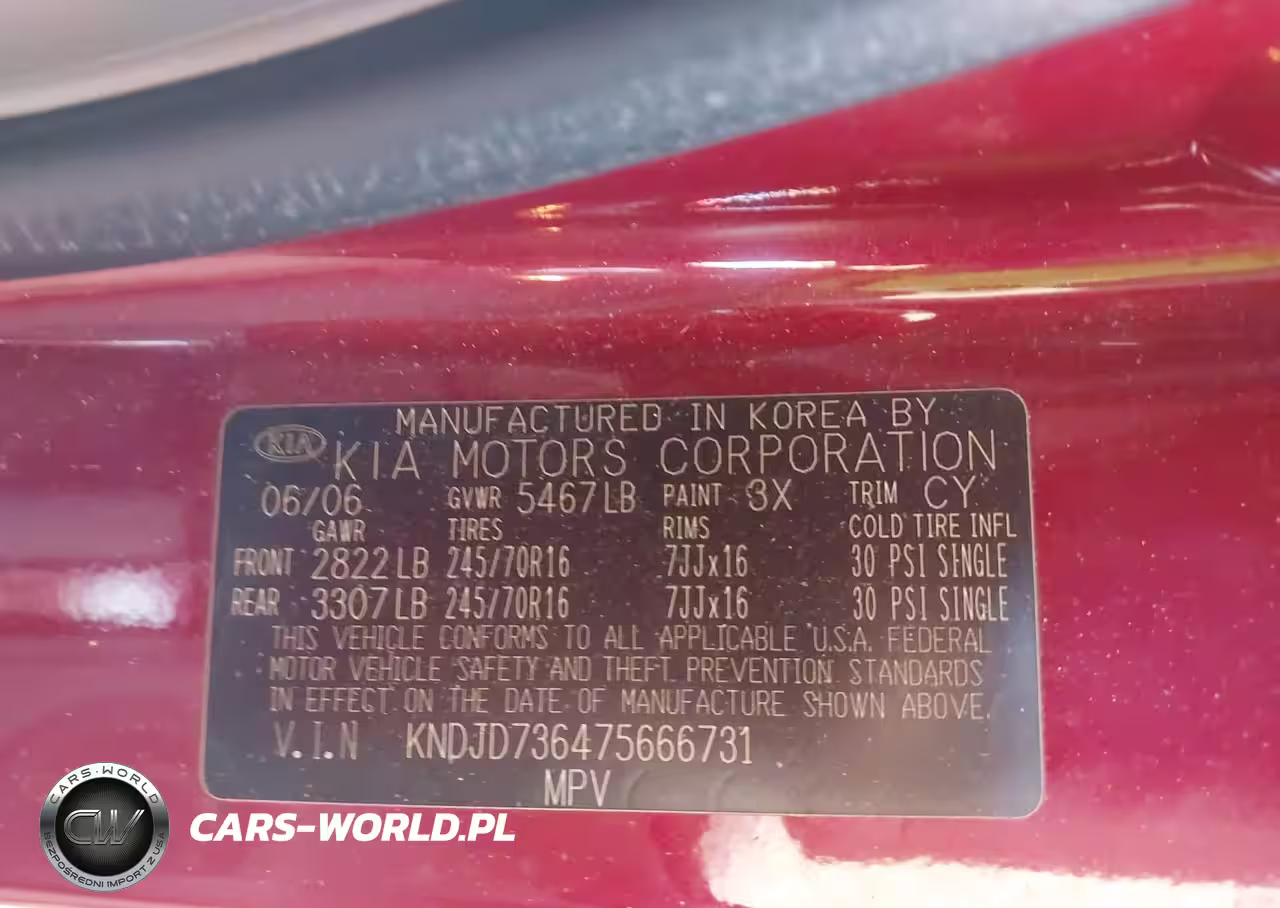 MANUFACTURED IN KOREA BY
KIA KIA MOTORS CORPORATION
06/06 GVWR 5467LB PAINT 3X TRIM CY
GAWR TIRES RIMS COLD TIRE INFL
FRONT 2822LB 245/70R16 7JJx16 30 PSI SINGLE
REAR 3307LB 245/70R16 7JJx16 30 PSI SINGLE
THIS VEHICLE CONFORMS TO ALL APPLICABLE U.S.A. FEDERAL
MOTOR VEHICLE SAFETY AND THEFT PREVENTION STANDARDS
IN EFFECT ON THE DATE OF MANUFACTURE SHOWN ABOVE.
V.I.N KNDJD736475666731
MPV
CARS-WORLD
CW
BEZPOŚREDNI IMPORT Z USA
CARS-WORLD.PL